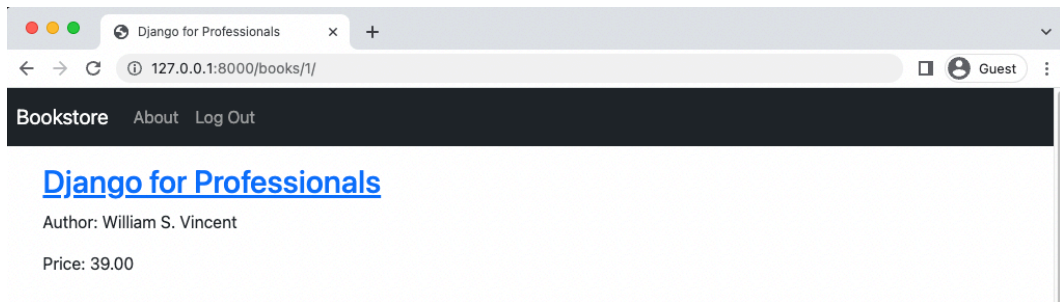 Django for Professionals
127.0.0.1:8000/books/1/
Guest
Bookstore About Log Out
Django for Professionals
Author: William S. Vincent
Price: 39.00